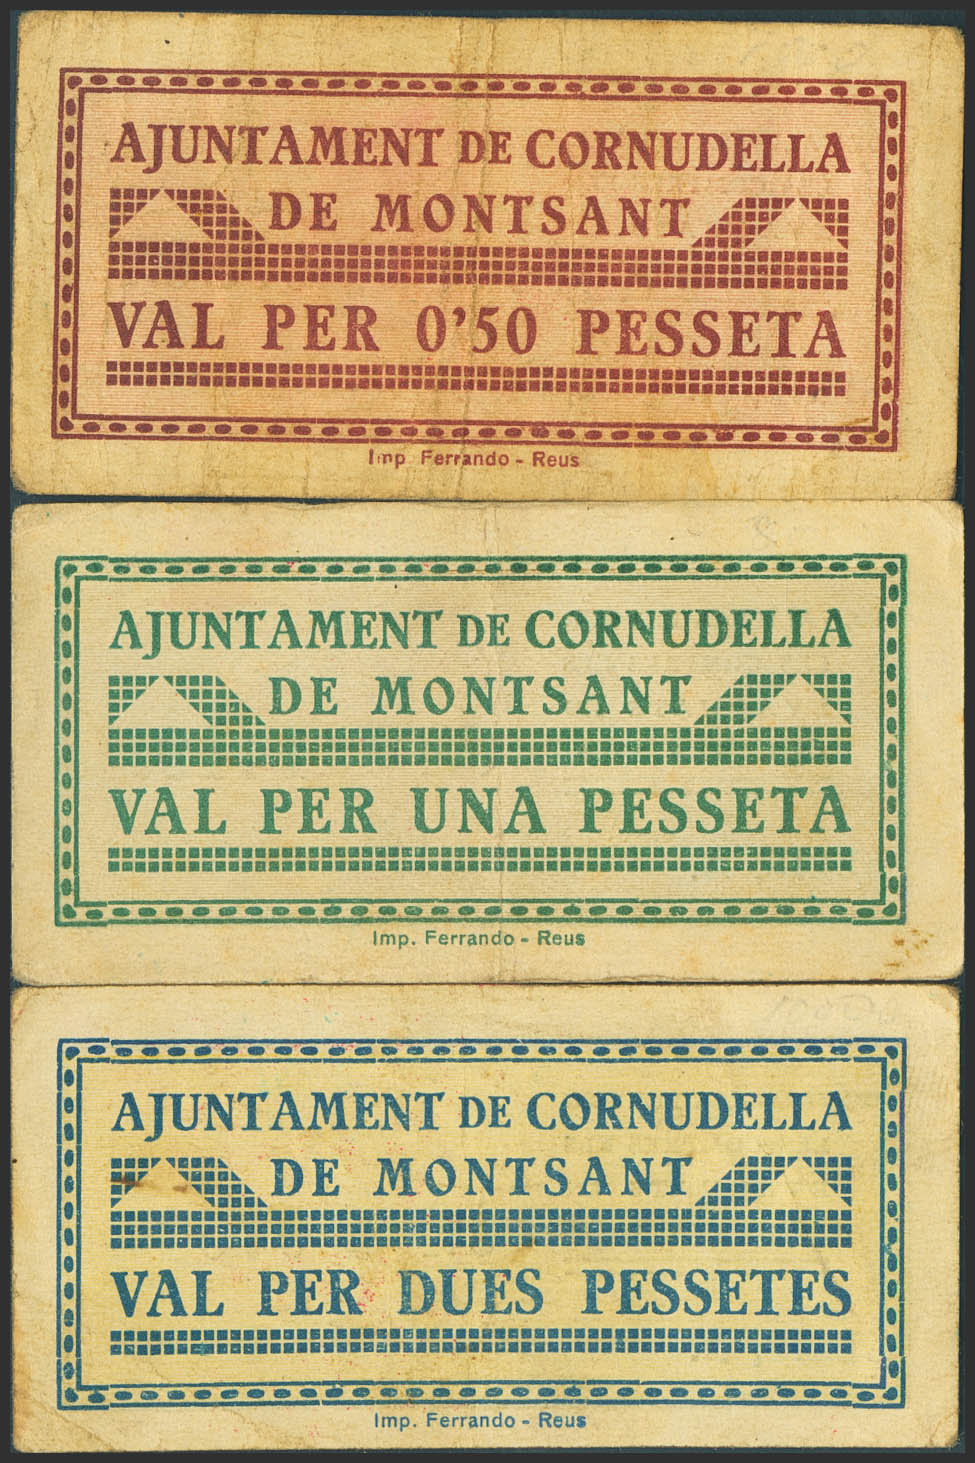 AJUNTAMENT DE CORNUDELLA
DE MONTSANT
VAL PER 0'50 PESSETA
Imp Ferrando - Reus
AJUNTAMENT DE CORNUDELLA
DE MONTSANT
VAL PER UNA PESSETA
Imp. Ferrando - Reus
AJUNTAMENT DE CORNUDELLA
DE MONTSANT
VAL PER DUES PESSETES
Imp. Ferrando - Reus